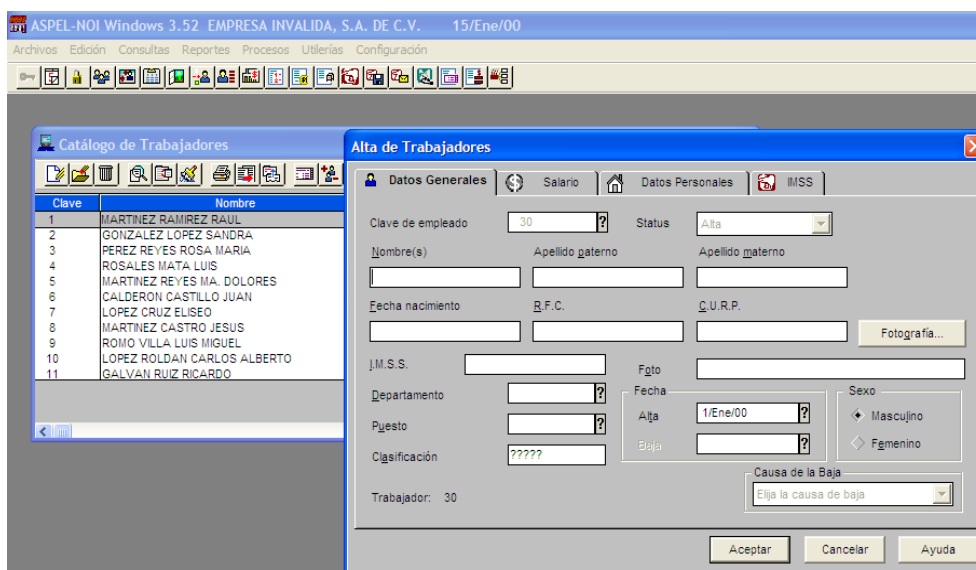 ASPEL-NOI Windows 3.52 EMPRESA INVALIDA, S.A. DE C.V. 15/Ene/00
Archivos Edición Consultas Reportes Procesos Utilerías Configuración
Catálogo de Trabajadores
Clave Nombre
1 MARTINEZ RAMIREZ RAUL
2 GONZALEZ LOPEZ SANDRA
3 PEREZ REYES ROSA MARIA
4 ROSALES MATA LUIS
5 MARTINEZ REYES MA. DOLORES
6 CALDERON CASTILLO JUAN
7 LOPEZ CRUZ ELISEO
8 MARTINEZ CASTRO JESUS
9 ROMO VILLA LUIS MIGUEL
10 LOPEZ ROLDAN CARLOS ALBERTO
11 GALVAN RUIZ RICARDO
Alta de Trabajadores
Datos Generales Salario Datos Personales IMSS
Clave de empleado 30 ? Status Alta
Nombre(s) Apellido paterno Apellido materno
Fecha nacimiento R.F.C. C.U.R.P.
Fotografía...
I.M.S.S. Foto
Departamento ? Fecha Sexo
Alta 1/Ene/00 ? Masculino
Puesto ? Baja ? Femenino
Clasificación ?????
Causa de la Baja
Trabajador: 30 Elija la causa de baja
Aceptar Cancelar Ayuda